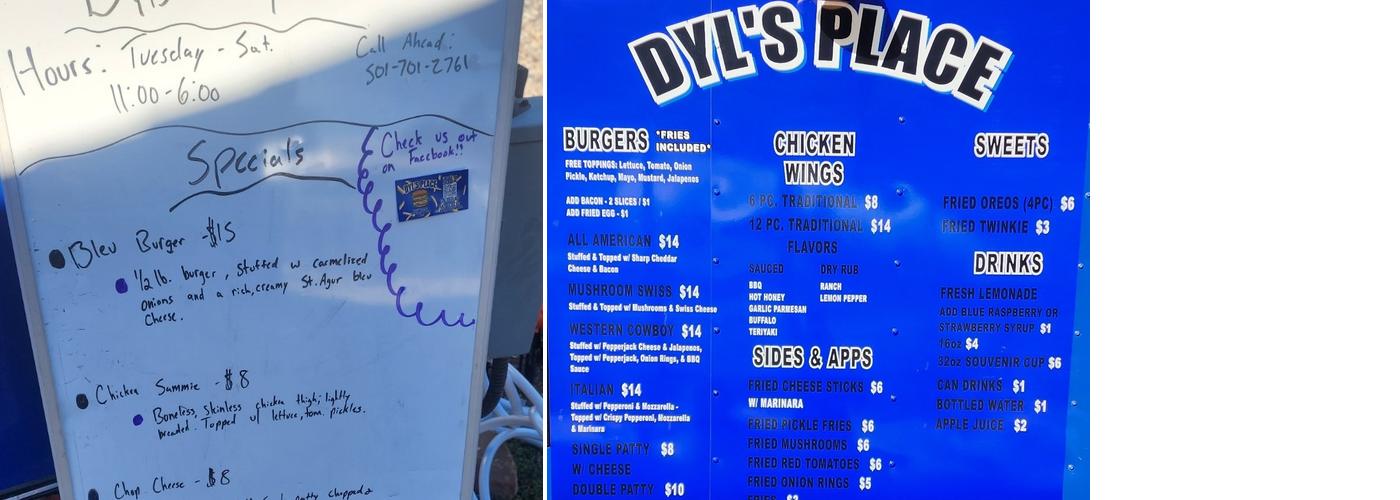 Hours: Tuesday - Sat.
11:00-6:00
Call Ahead:
501-701-2761
Specials
Check us out
on Facebook!!
DYL'S PLACE
Bleu Burger - $15
1/2 lb. burger, stuffed w carmelized
onions and a rich, creamy St. Agur bleu
cheese.
Chicken Sammie - $8
Boneless, skinless chicken thigh; lightly
breaded. Topped w/ lettuce, tom. pickles.
Chop Cheese - $8
patty chopped
DYL'S PLACE
BURGERS *FRIES
INCLUDED*
FREE TOPPINGS: Lettuce, Tomato, Onion
Pickle, Ketchup, Mayo, Mustard, Jalapenos
ADD BACON - 2 SLICES / $1
ADD FRIED EGG - $1
ALL AMERICAN $14
Stuffed & Topped w/ Sharp Cheddar
Cheese & Bacon
MUSHROOM SWISS $14
Stuffed & Topped w/ Mushrooms & Swiss Cheese
WESTERN COWBOY $14
Stuffed w/ Pepperjack Cheese & Jalapenos,
Topped w/ Pepperjack, Onion Rings, & BBQ
Sauce
ITALIAN $14
Stuffed w/ Pepperoni & Mozzarella -
Topped w/ Crispy Pepperoni, Mozzarella
& Marinara
SINGLE PATTY $8
W/ CHEESE
DOUBLE PATTY $10
CHICKEN
WINGS
6 PC. TRADITIONAL $8
12 PC. TRADITIONAL $14
FLAVORS
SAUCED
BBQ
HOT HONEY
GARLIC PARMESAN
BUFFALO
TERIYAKI
DRY RUB
RANCH
LEMON PEPPER
SIDES & APPS
FRIED CHEESE STICKS $6
W/ MARINARA
FRIED PICKLE FRIES $6
FRIED MUSHROOMS $6
FRIED RED TOMATOES $6
FRIED ONION RINGS $5
FRIES $3
SWEETS
FRIED OREOS (4PC) $6
FRIED TWINKIE $3
DRINKS
FRESH LEMONADE
ADD BLUE RASPBERRY OR
STRAWBERRY SYRUP $1
16oz $4
32oz SOUVENIR CUP $6
CAN DRINKS $1
BOTTLED WATER $1
APPLE JUICE $2